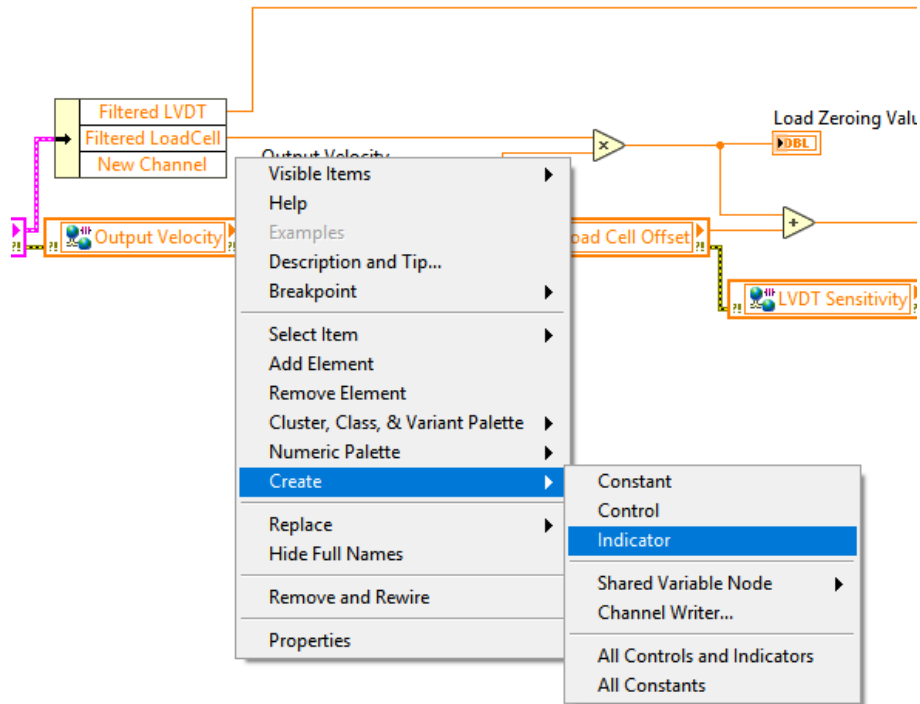 Filtered LVDT
Filtered LoadCell
New Channel
Load Zeroing Valu
DBL
Output Velocity
Output Velocity
oad Cell Offset
LVDT Sensitivity
Visible Items
Help
Examples
Description and Tip...
Breakpoint
Select Item
Add Element
Remove Element
Cluster, Class, & Variant Palette
Numeric Palette
Create
Replace
Hide Full Names
Remove and Rewire
Properties
Constant
Control
Indicator
Shared Variable Node
Channel Writer...
All Controls and Indicators
All Constants